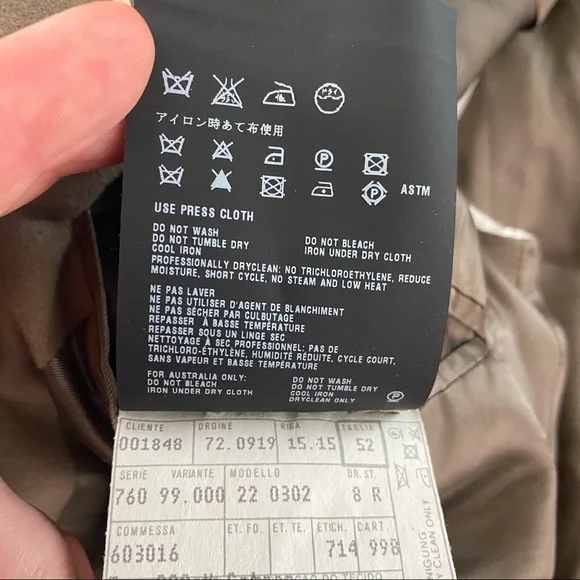 ドライ
アイロン時あて布使用
P
P ASTM
USE PRESS CLOTH
DO NOT WASH
DO NOT TUMBLE DRY DO NOT BLEACH
COOL IRON IRON UNDER DRY CLOTH
PROFESSIONALLY DRYCLEAN: NO TRICHLOROETHYLENE, REDUCE
MOISTURE, SHORT CYCLE, NO STEAM AND LOW HEAT
NE PAS LAVER
NE PAS UTILISER D'AGENT DE BLANCHIMENT
NE PAS SÉCHER PAR CULBUTAGE
REPASSER À BASSE TEMPÉRATURE
REPASSER SOUS UN LINGE SEC
NETTOYAGE À SEC PROFESSIONNEL: PAS DE
TRICHLORO-ÉTHYLÈNE, HUMIDITÉ RÉDUITE, CYCLE COURT,
SANS VAPEUR ET BASSE TEMPÉRATURE
FOR AUSTRALIA ONLY: DO NOT WASH
DO NOT BLEACH DO NOT TUMBLE DRY
IRON UNDER DRY CLOTH COOL IRON
DRYCLEAN ONLY P
CLIENTE ORDINE RIGA TAGLIA
001848 72.0919 15.15 52
SERIE VARIANTE MODELLO DR.ST.
760 99.000 22 0302 8 R
COMMESSA ET. FO. ET. TE. ETICH. CART.
603016 714 998